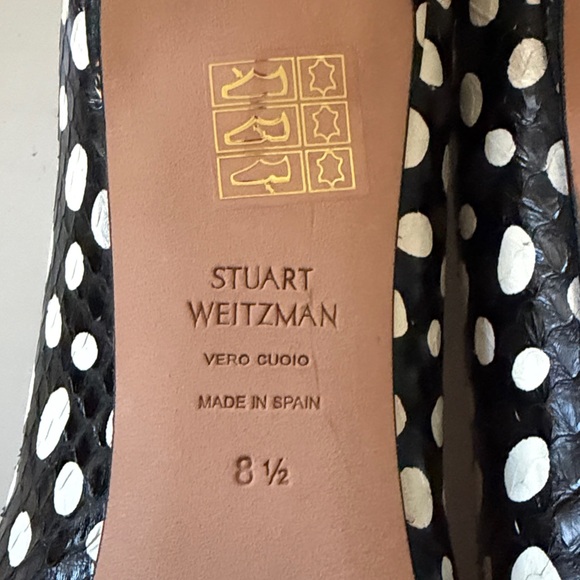 STUART
WEITZMAN
VERO CUOIO
MADE IN SPAIN
8 ½